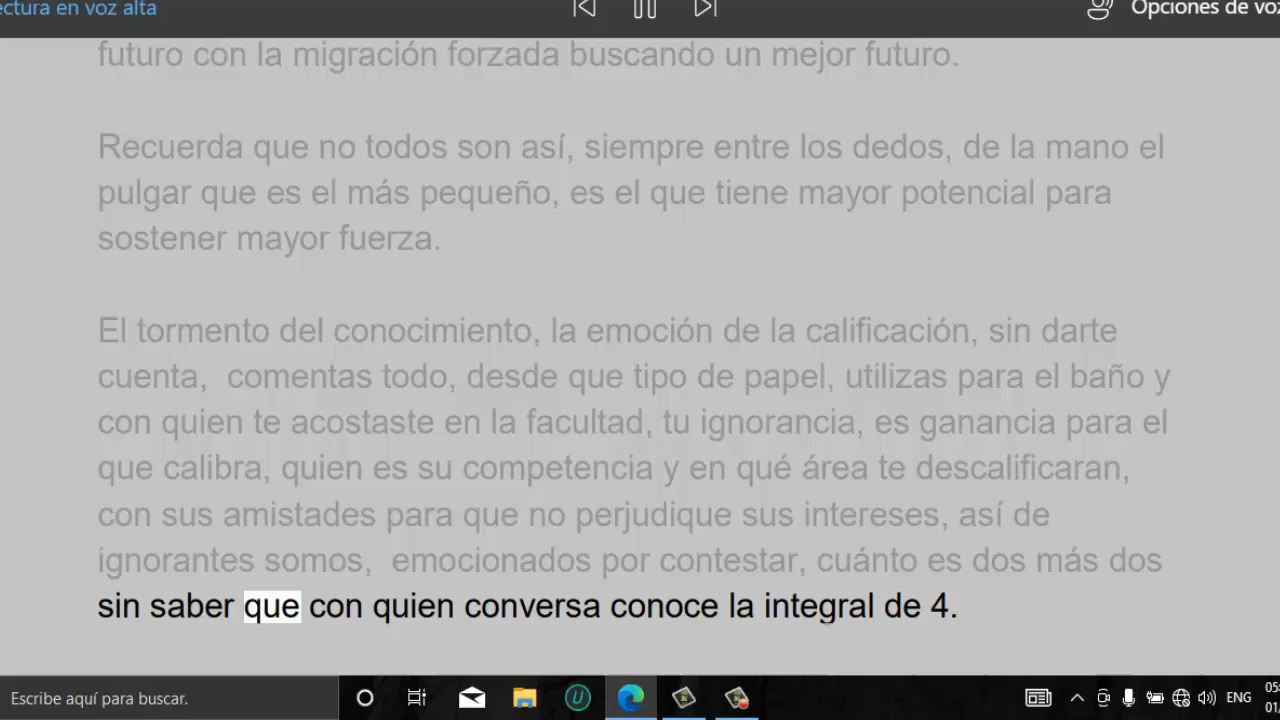 ectura en voz alta
Opciones de voz
futuro con la migración forzada buscando un mejor futuro.
Recuerda que no todos son así, siempre entre los dedos, de la mano el
pulgar que es el más pequeño, es el que tiene mayor potencial para
sostener mayor fuerza.
El tormento del conocimiento, la emoción de la calificación, sin darte
cuenta,  comentas todo, desde que tipo de papel, utilizas para el baño y
con quien te acostaste en la facultad, tu ignorancia, es ganancia para el
que calibra, quien es su competencia y en qué área te descalificaran,
con sus amistades para que no perjudique sus intereses, así de
ignorantes somos,  emocionados por contestar, cuánto es dos más dos
sin saber que con quien conversa conoce la integral de 4.
Escribe aquí para buscar.
ENG
05:
01/